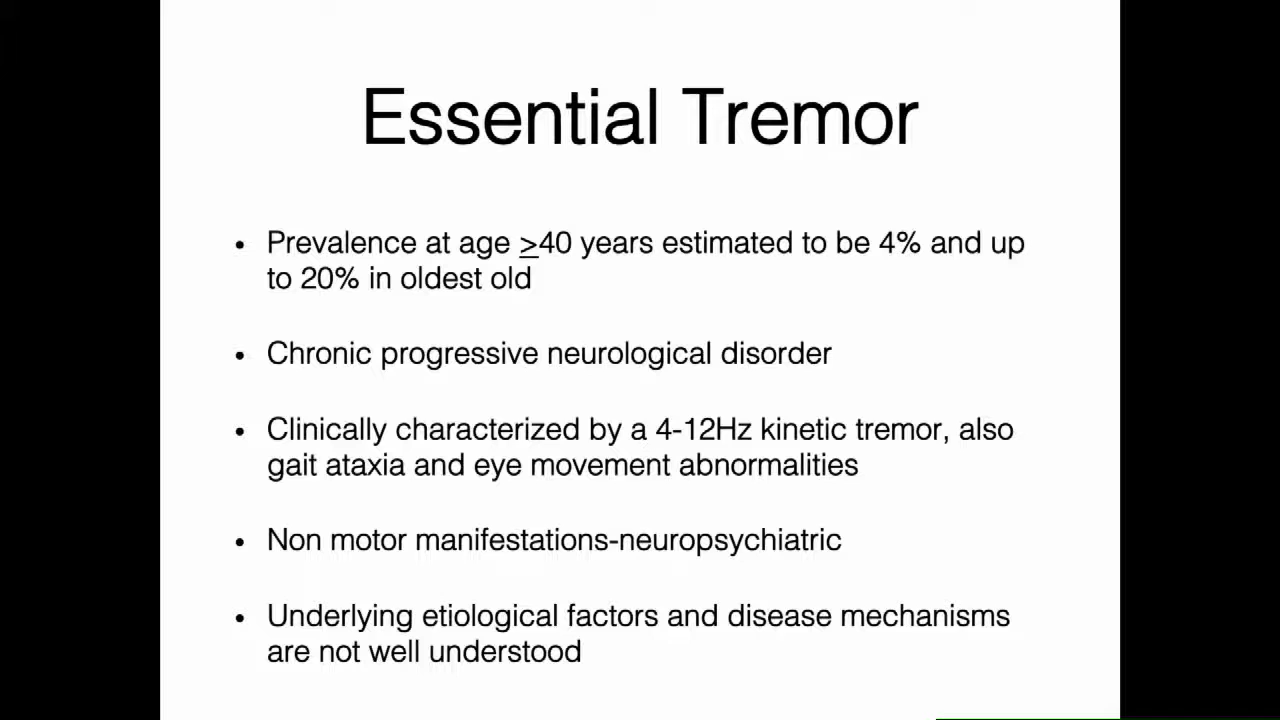 Essential Tremor
• Prevalence at age >40 years estimated to be 4% and up
to 20% in oldest old
• Chronic progressive neurological disorder
• Clinically characterized by a 4-12Hz kinetic tremor, also
gait ataxia and eye movement abnormalities
• Non motor manifestations-neuropsychiatric
• Underlying etiological factors and disease mechanisms
are not well understood